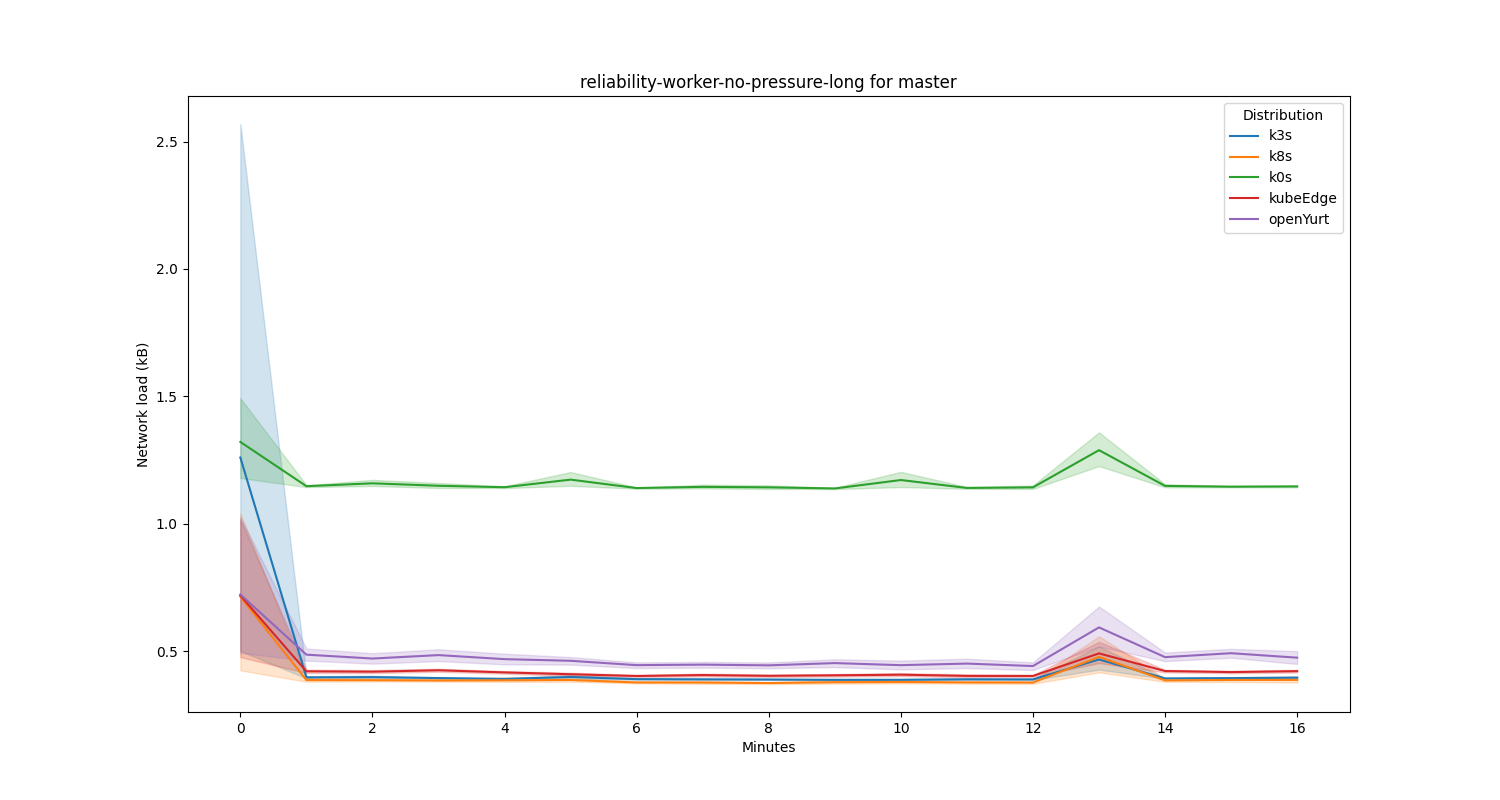 reliability-worker-no-pressure-long for master
Distribution
k3s
k8s
k0s
kubeEdge
openYurt
Network load (kB)
2.5
2.0
1.5
1.0
0.5
0 2 4 6 8 10 12 14 16
Minutes